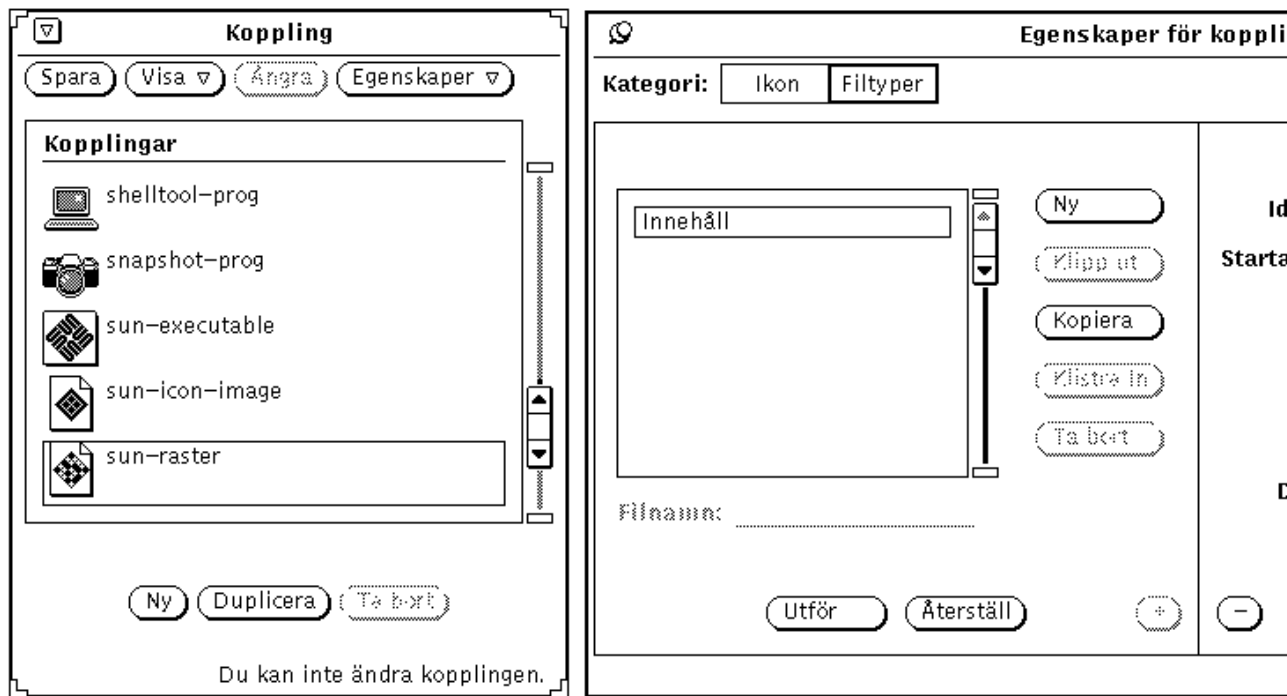 Koppling
Spara Visa Ångra Egenskaper
Kopplingar
shelltool-prog
snapshot-prog
sun-executable
sun-icon-image
sun-raster
Ny Duplicera Ta bort
Du kan inte ändra kopplingen.
Egenskaper för koppli
Kategori: Ikon Filtyper
Innehåll
Ny
Klipp ut
Kopiera
Klistra in
Ta bort
Filnamn:
Utför Återställ + -
Id
Starta
D